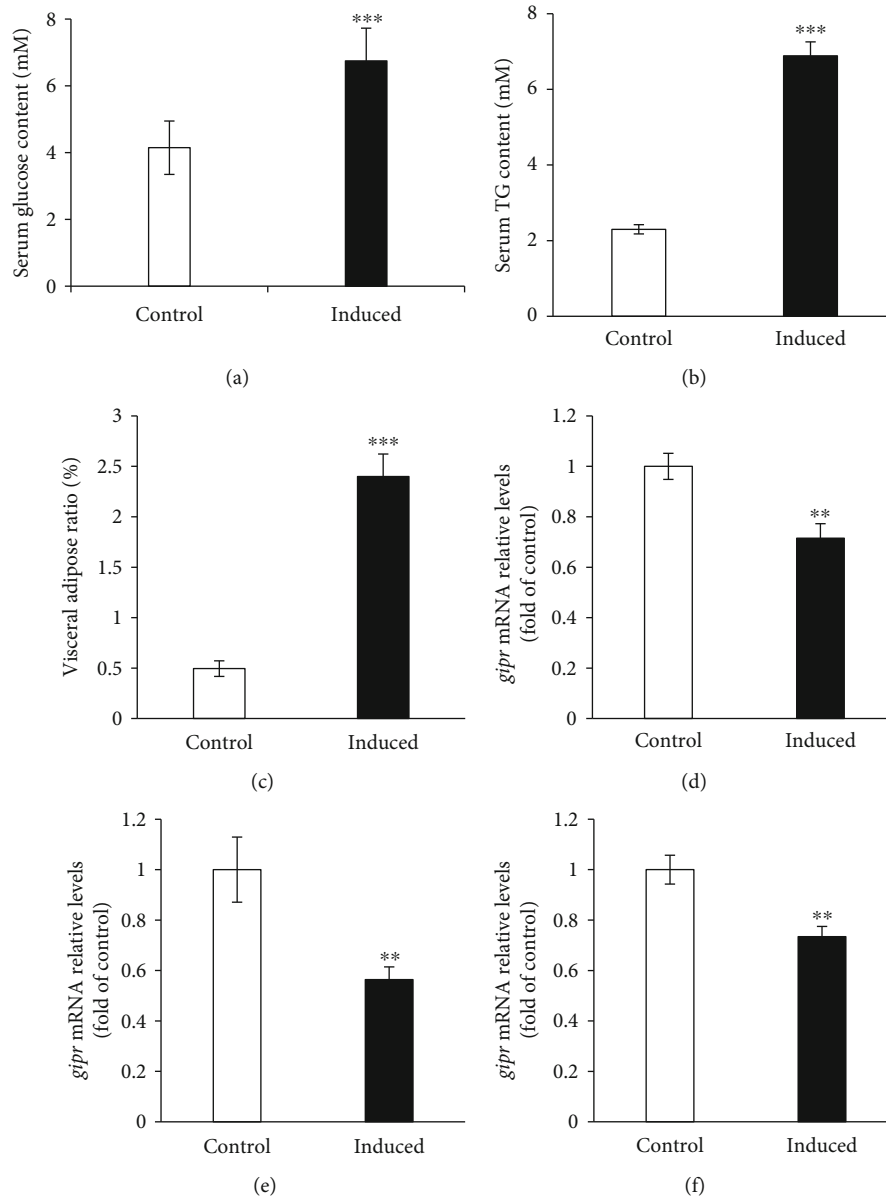 Serum glucose content (mM)
8
6
4
2
0
***
Control
Induced
(a)
Serum TG content (mM)
8
6
4
2
0
***
Control
Induced
(b)
Visceral adipose ratio (%)
3
2.5
2
1.5
1
0.5
0
***
Control
Induced
(c)
gipr mRNA relative levels
(fold of control)
1.2
1
0.8
0.6
0.4
0.2
0
**
Control
Induced
(d)
gipr mRNA relative levels
(fold of control)
1.2
1
0.8
0.6
0.4
0.2
0
**
Control
Induced
(e)
gipr mRNA relative levels
(fold of control)
1.2
1
0.8
0.6
0.4
0.2
0
**
Control
Induced
(f)